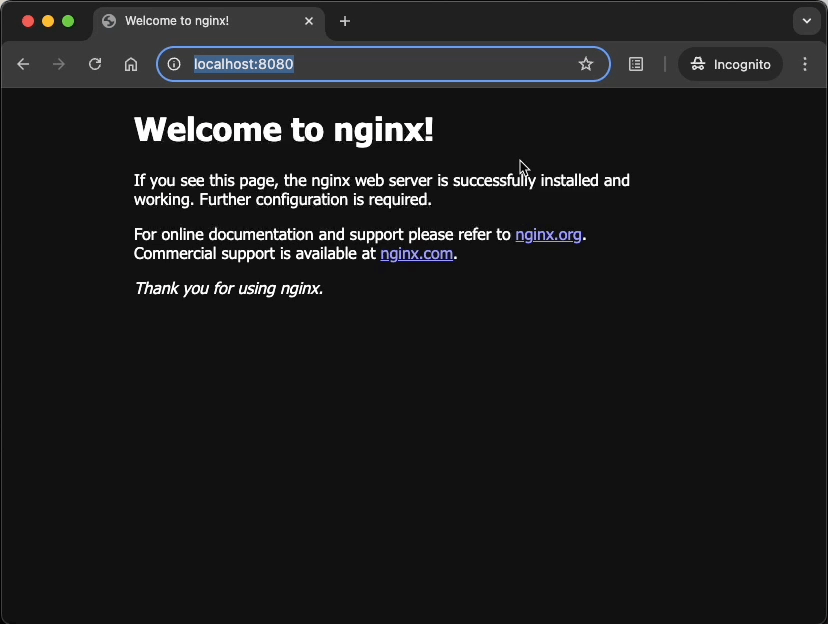 Welcome to nginx!
localhost:8080
Incognito
Welcome to nginx!
If you see this page, the nginx web server is successfully installed and
working. Further configuration is required.
For online documentation and support please refer to nginx.org.
Commercial support is available at nginx.com.
Thank you for using nginx.